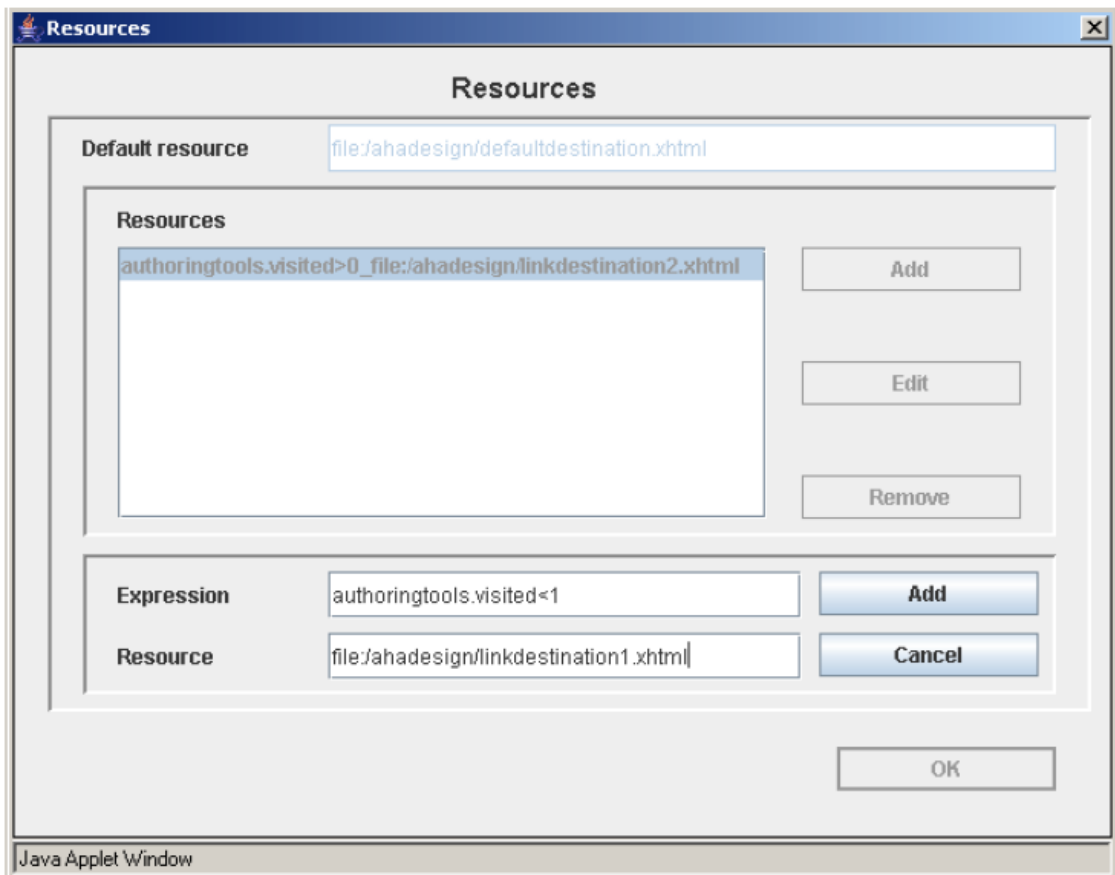 Resources
Resources
Default resource file:/ahadesign/defaultdestination.xhtml
Resources
authoringtools.visited>0_file:/ahadesign/linkdestination2.xhtml
Add
Edit
Remove
Expression authoringtools.visited<1 Add
Resource file:/ahadesign/linkdestination1.xhtml Cancel
OK
Java Applet Window